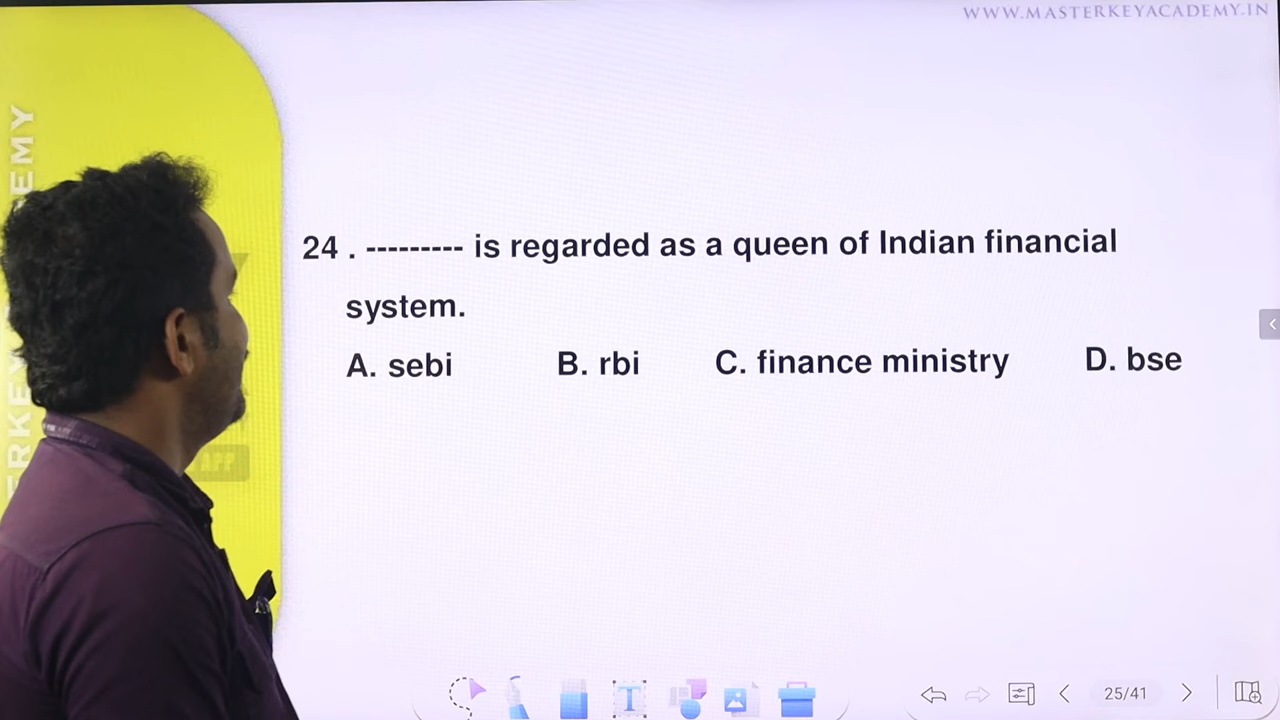 WWW.MASTERKEYACADEMY.IN
24 . --------- is regarded as a queen of Indian financial
system.
A. sebi B. rbi C. finance ministry D. bse
APP
T
25/41